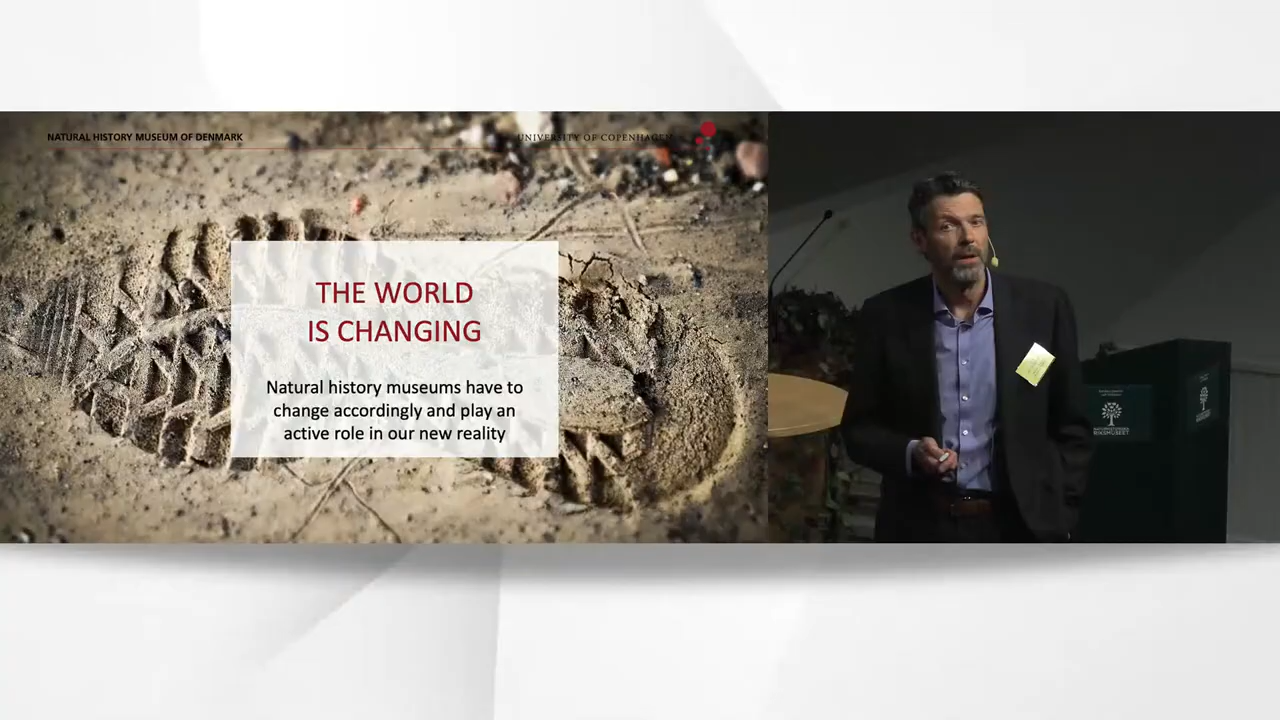 NATURAL HISTORY MUSEUM OF DENMARK
UNIVERSITY OF COPENHAGEN
THE WORLD
IS CHANGING
Natural history museums have to
change accordingly and play an
active role in our new reality
RIKSMUSEET